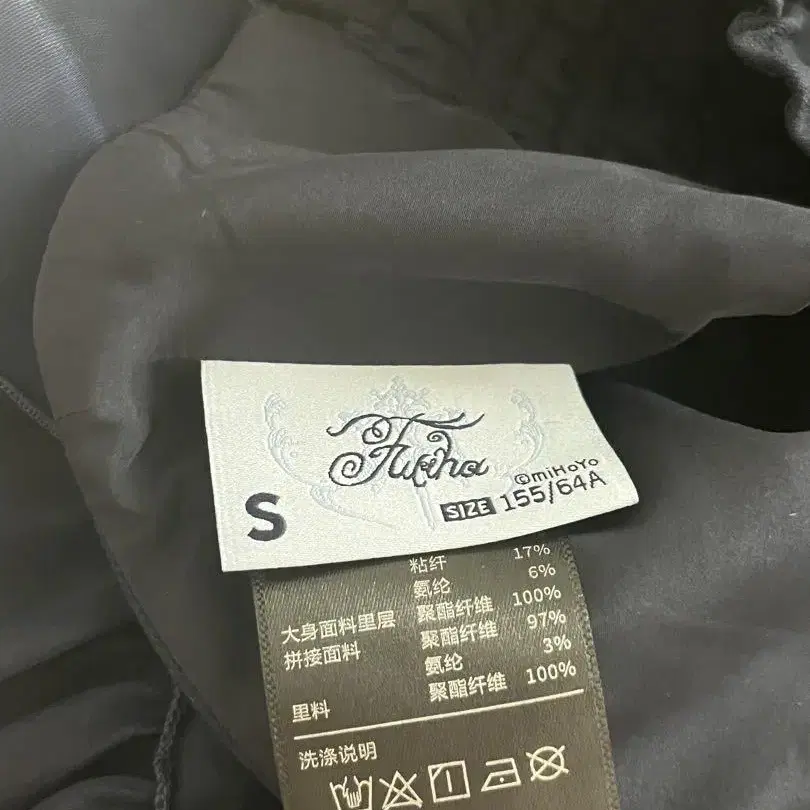 Furina
©miHoYo
S SIZE 155/64A
粘纤 17%
氨纶 6%
大身面料里层 聚酯纤维 100%
拼接面料 聚酯纤维 97%
氨纶 3%
里料 聚酯纤维 100%
洗涤说明